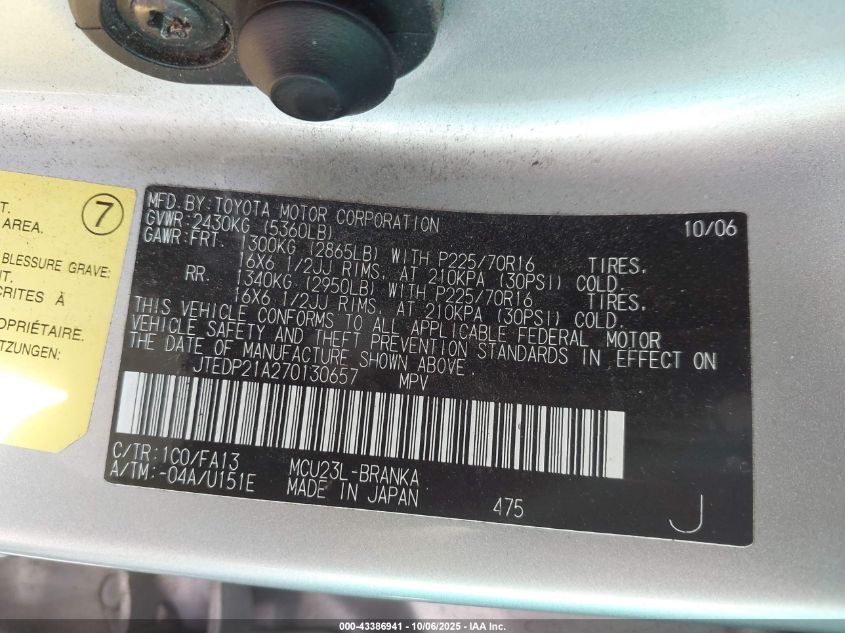 7
T.
AREA.
BLESSURE GRAVE:
NT,
CRITES À
OPRIÉTAIRE.
TZUNGEN:
MFD. BY: TOYOTA MOTOR CORPORATION 10/06
GVWR: 2430KG (5360LB)
GAWR: FRT. 1300KG (2865LB) WITH P225/70R16 TIRES,
16X6 1/2JJ RIMS, AT 210KPA (30PSI) COLD.
RR. 1340KG (2950LB) WITH P225/70R16 TIRES,
16X6 1/2JJ RIMS, AT 210KPA (30PSI) COLD.
THIS VEHICLE CONFORMS TO ALL APPLICABLE FEDERAL MOTOR
VEHICLE SAFETY AND THEFT PREVENTION STANDARDS IN EFFECT ON
THE DATE OF MANUFACTURE SHOWN ABOVE.
JTEDP21A270130657 MPV
C/TR: 1C0/FA13 MCU23L-BRANKA
A/TM: -04A/U151E MADE IN JAPAN 475 J
000-43386941 - 10/06/2025 - IAA Inc.